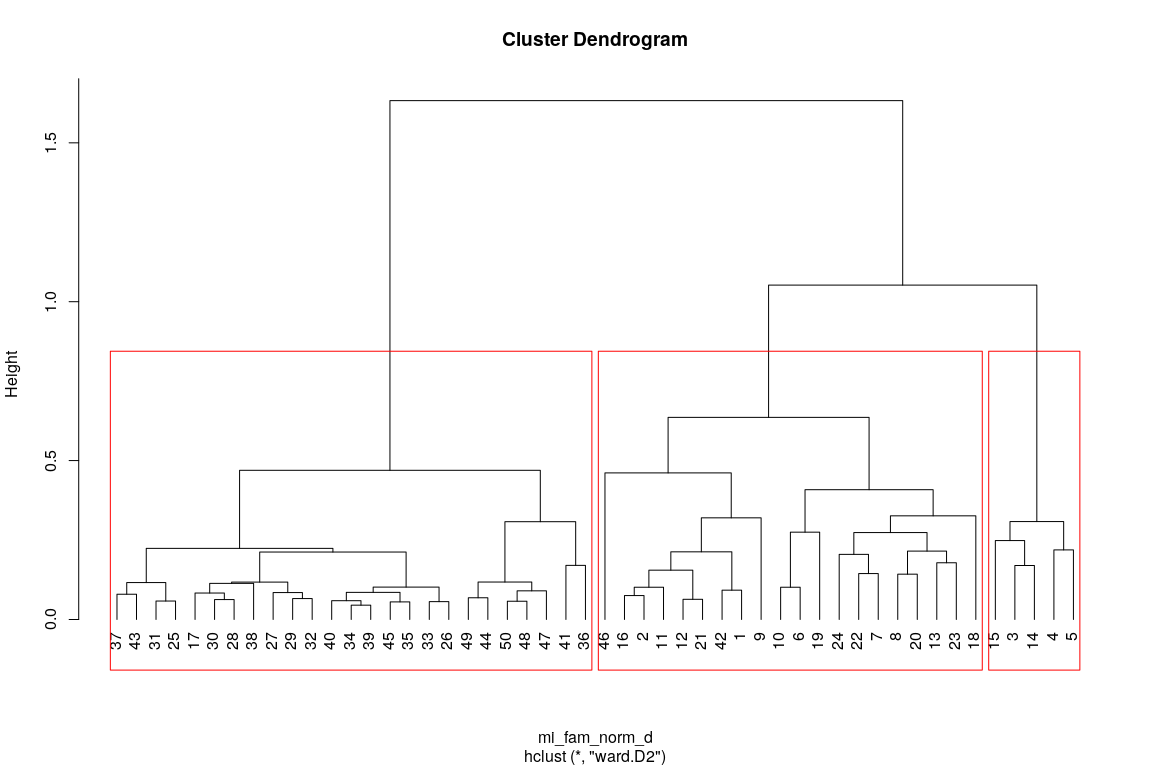 Cluster Dendrogram
Height
1.5
1.0
0.5
0.0
37 43 31 25 17 30 28 38 27 29 32 40 34 39 45 35 33 26 49 44 50 48 47 41 36 46 16 2 11 12 21 42 1 9 10 6 19 24 22 7 8 20 13 23 18 15 3 14 4 5
ml_fam_norm_d
hclust (*, "ward.D2")